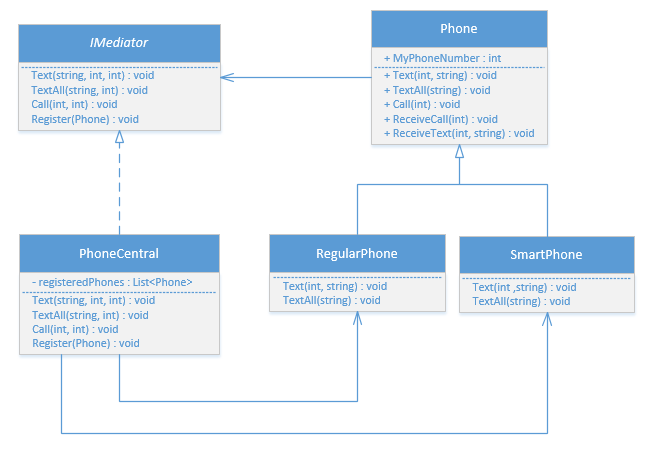 IMediator
Text(string, int, int) : void
TextAll(string, int) : void
Call(int, int) : void
Register(Phone) : void
Phone
+ MyPhoneNumber : int
+ Text(int, string) : void
+ TextAll(string) : void
+ Call(int) : void
+ ReceiveCall(int) : void
+ ReceiveText(int, string) : void
PhoneCentral
- registeredPhones : List<Phone>
Text(string, int, int) : void
TextAll(string, int) : void
Call(int, int) : void
Register(Phone) : void
RegularPhone
Text(int, string) : void
TextAll(string) : void
SmartPhone
Text(int ,string) : void
TextAll(string) : void